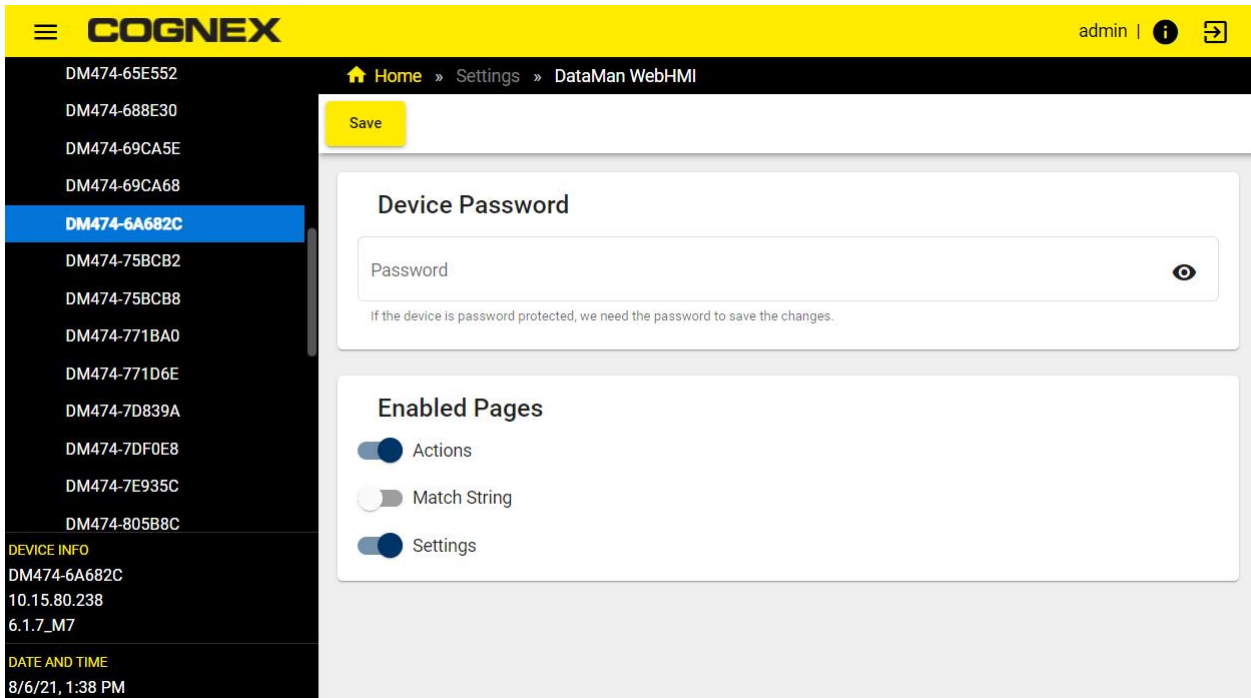 COGNEX
admin |
DM474-65E552
DM474-688E30
DM474-69CA5E
DM474-69CA68
DM474-6A682C
DM474-75BCB2
DM474-75BCB8
DM474-771BA0
DM474-771D6E
DM474-7D839A
DM474-7DF0E8
DM474-7E935C
DM474-805B8C
DEVICE INFO
DM474-6A682C
10.15.80.238
6.1.7_M7
DATE AND TIME
8/6/21, 1:38 PM
Home » Settings » DataMan WebHMI
Save
Device Password
Password
If the device is password protected, we need the password to save the changes.
Enabled Pages
Actions
Match String
Settings